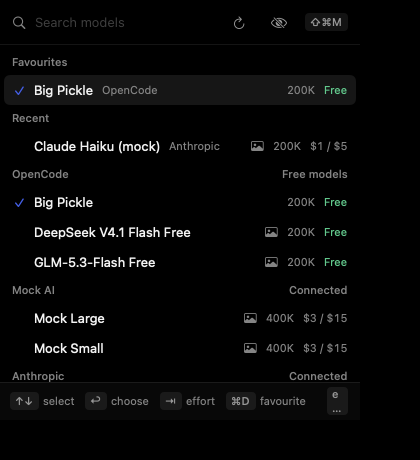 Search models ⇧⌘M
Favourites
Big Pickle OpenCode 200K Free
Recent
Claude Haiku (mock) Anthropic 200K $1 / $5
OpenCode Free models
Big Pickle 200K Free
DeepSeek V4.1 Flash Free 200K Free
GLM-5.3-Flash Free 200K Free
Mock AI Connected
Mock Large 400K $3 / $15
Mock Small 400K $3 / $15
Anthropic Connected
↑↓ select ↩ choose ⇥ effort ⌘D favourite e…